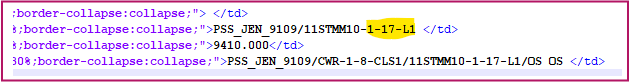 ;border-collapse:collapse;"> </td>
%;border-collapse:collapse;">PSS_JEN_9109/11STMM10-1-17-L1 </td>
%;border-collapse:collapse;">9410.000</td>
30%;border-collapse:collapse;">PSS_JEN_9109/CWR-1-8-CLS1/11STMM10-1-17-L1/OS OS </td>